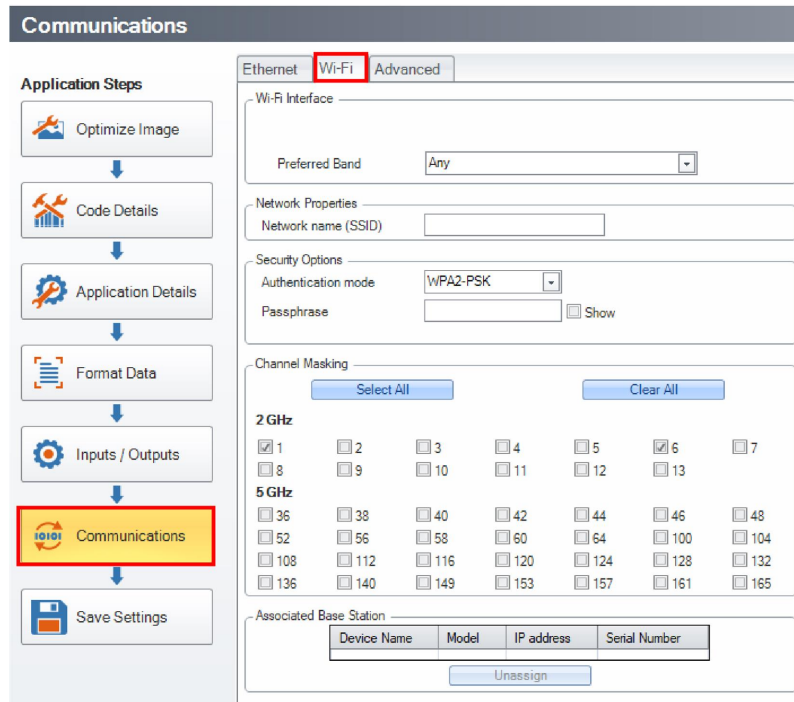 Communications
Application Steps
Optimize Image
Code Details
Application Details
Format Data
Inputs / Outputs
10101
Communications
Save Settings
Ethernet Wi-Fi Advanced
Wi-Fi Interface
Preferred Band Any
Network Properties
Network name (SSID)
Security Options
Authentication mode WPA2-PSK
Passphrase Show
Channel Masking
Select All Clear All
2 GHz
1 2 3 4 5 6 7
8 9 10 11 12 13
5 GHz
36 38 40 42 44 46 48
52 56 58 60 64 100 104
108 112 116 120 124 128 132
136 140 149 153 157 161 165
Associated Base Station
Device Name Model IP address Serial Number
Unassign